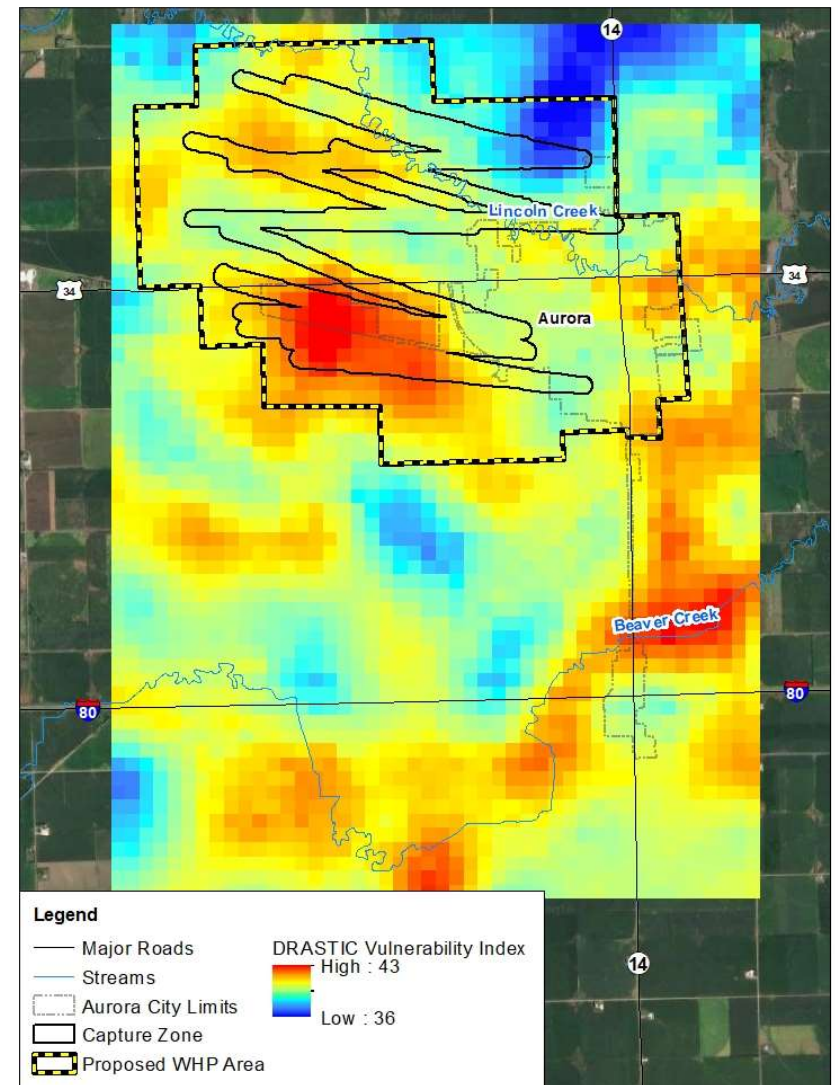 14
Lincoln Creek
34
34
Aurora
Beaver Creek
80
80
14
Legend
Major Roads
Streams
Aurora City Limits
Capture Zone
Proposed WHP Area
DRASTIC Vulnerability Index
High : 43
Low : 36